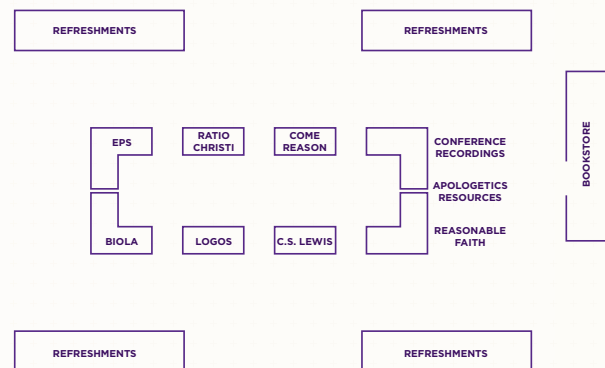 REFRESHMENTS
REFRESHMENTS
BOOKSTORE
EPS
RATIO
CHRISTI
COME
REASON
CONFERENCE
RECORDINGS
APOLOGETICS
RESOURCES
BIOLA
LOGOS
C.S. LEWIS
REASONABLE
FAITH
REFRESHMENTS
REFRESHMENTS